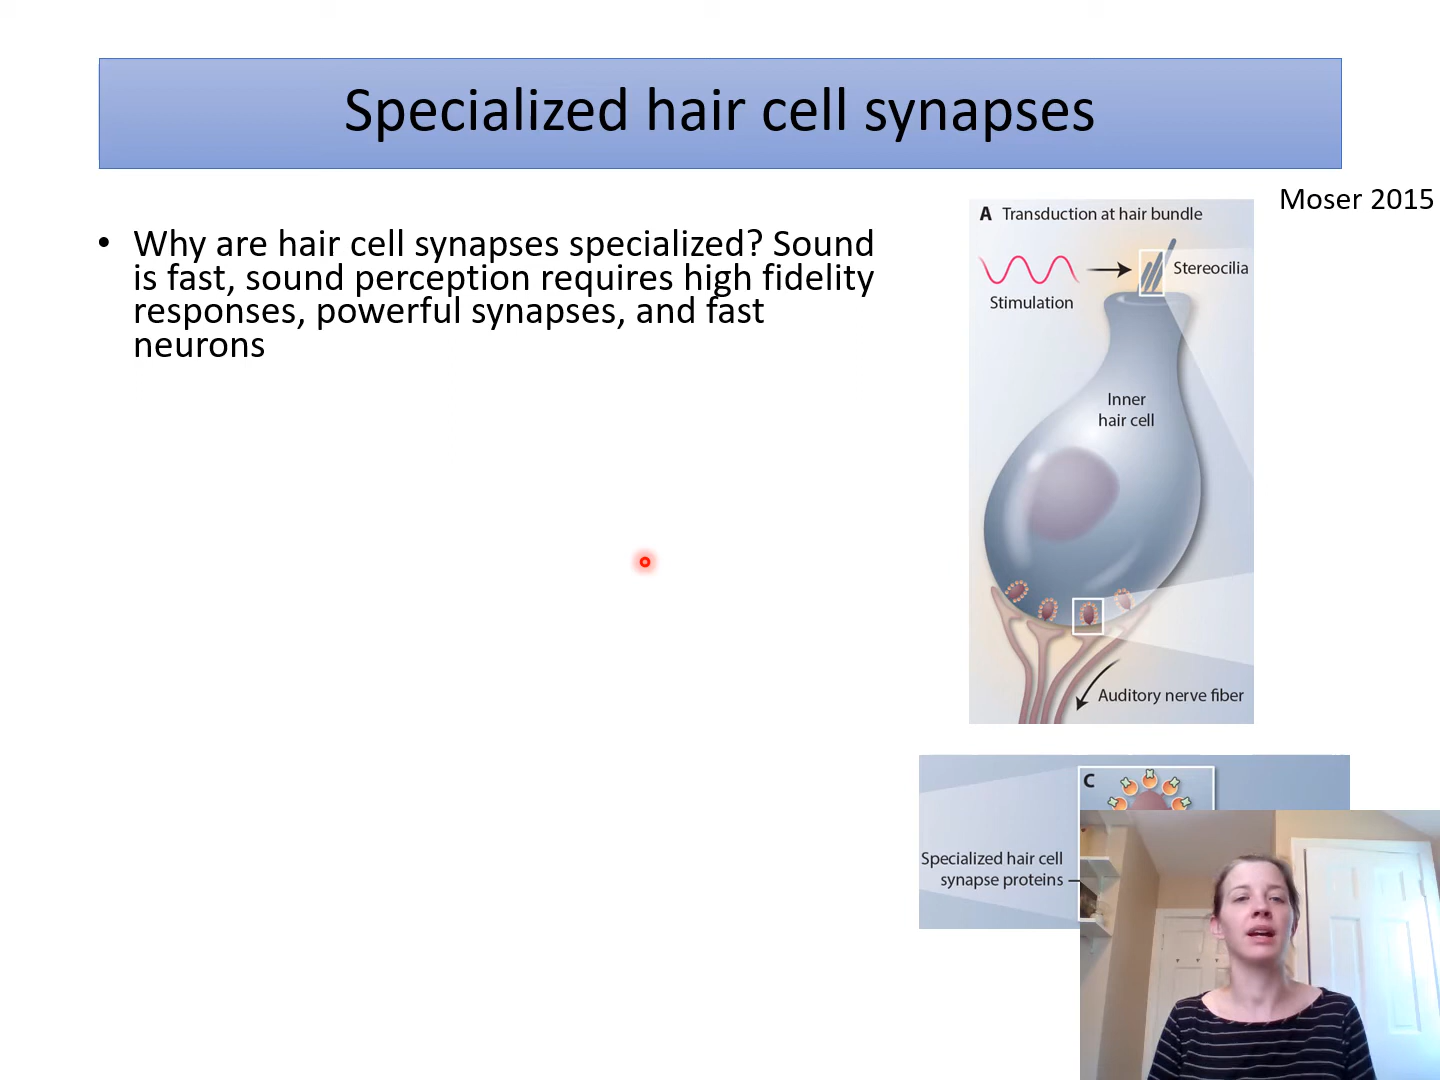 Specialized hair cell synapses
Moser 2015
• Why are hair cell synapses specialized? Sound
is fast, sound perception requires high fidelity
responses, powerful synapses, and fast
neurons
A Transduction at hair bundle
Stereocilia
Stimulation
Inner
hair cell
Auditory nerve fiber
C
Specialized hair cell
synapse proteins